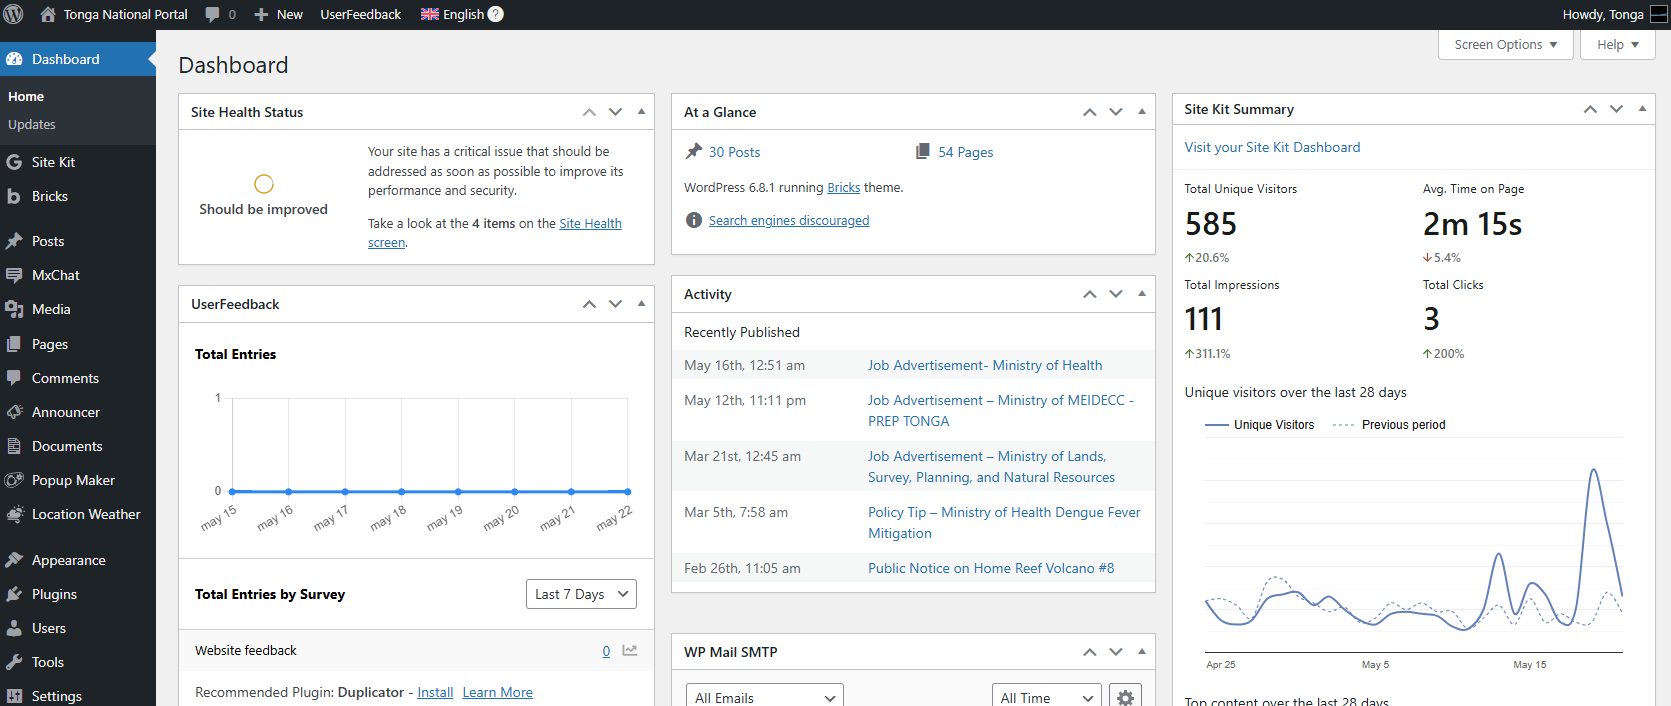 Tonga National Portal 0 New UserFeedback English ? Howdy, Tonga
Dashboard
Home
Updates
Site Kit
Bricks
Posts
MxChat
Media
Pages
Comments
Announcer
Documents
Popup Maker
Location Weather
Appearance
Plugins
Users
Tools
Settings
Screen Options Help
Dashboard
Site Health Status
Should be improved
Your site has a critical issue that should be
addressed as soon as possible to improve its
performance and security.
Take a look at the 4 items on the Site Health
screen.
UserFeedback
Total Entries
1
0
may 15 may 16 may 17 may 18 may 19 may 20 may 21 may 22
Total Entries by Survey Last 7 Days
Website feedback 0
Recommended Plugin: Duplicator - Install Learn More
At a Glance
30 Posts 54 Pages
WordPress 6.8.1 running Bricks theme.
Search engines discouraged
Activity
Recently Published
May 16th, 12:51 am Job Advertisement- Ministry of Health
May 12th, 11:11 pm Job Advertisement – Ministry of MEIDECC -
PREP TONGA
Mar 21st, 12:45 am Job Advertisement – Ministry of Lands,
Survey, Planning, and Natural Resources
Mar 5th, 7:58 am Policy Tip – Ministry of Health Dengue Fever
Mitigation
Feb 26th, 11:05 am Public Notice on Home Reef Volcano #8
WP Mail SMTP
All Emails All Time
Site Kit Summary
Visit your Site Kit Dashboard
Total Unique Visitors Avg. Time on Page
585 2m 15s
↑20.6% ↓5.4%
Total Impressions Total Clicks
111 3
↑311.1% ↑200%
Unique visitors over the last 28 days
Unique Visitors Previous period
Apr 25 May 5 May 15
Top content over the last 28 days